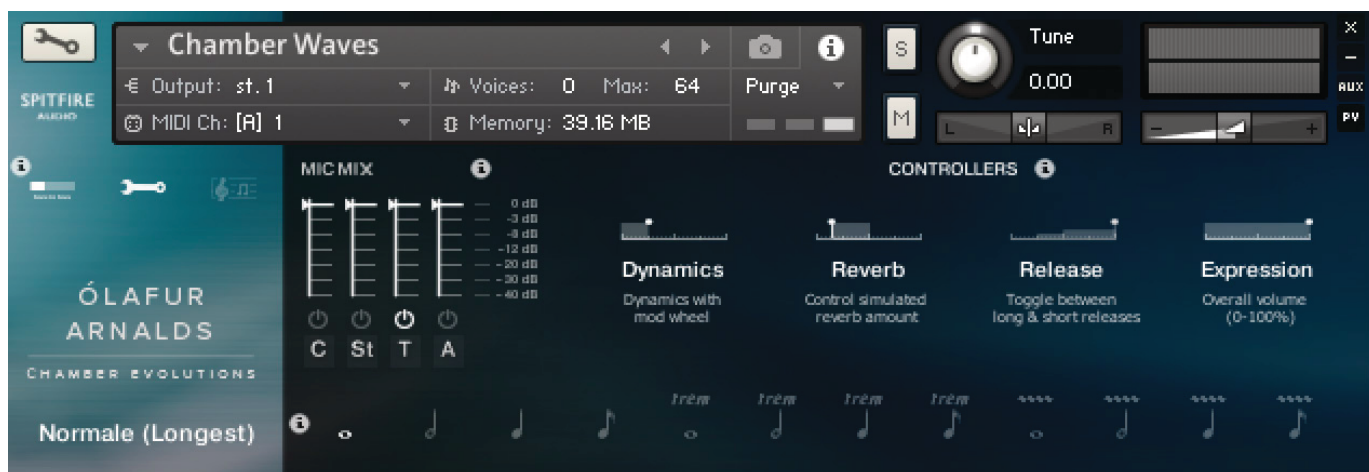 Chamber Waves
S
Tune
0.00
X
–
AUX
PV
SPITFIRE
AUDIO
Output: st.1
Voices: 0 Max: 64
Purge
MIDI Ch: [A] 1
Memory: 39.16 MB
M
L
R
- +
MIC MIX
CONTROLLERS
0 dB
-3 dB
-12 dB
-20 dB
-30 dB
-40 dB
Dynamics
Dynamics with
mod wheel
Reverb
Control simulated
reverb amount
Release
Toggle between
long & short releases
Expression
Overall volume
(0-100%)
C St T A
ÓLAFUR
ARNALDS
CHAMBER EVOLUTIONS
Normale (Longest)
trem trem trem trem